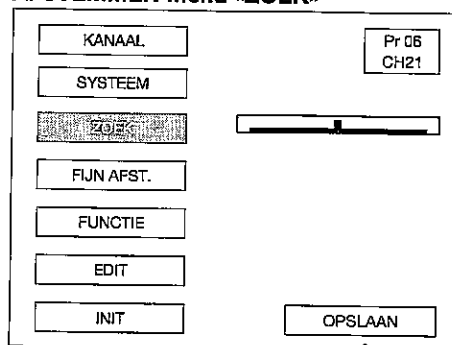 KANAAL
Pr 06
CH21
SYSTEEM
ZOEK
FIJN AFST.
FUNCTIE
EDIT
INIT
OPSLAAN